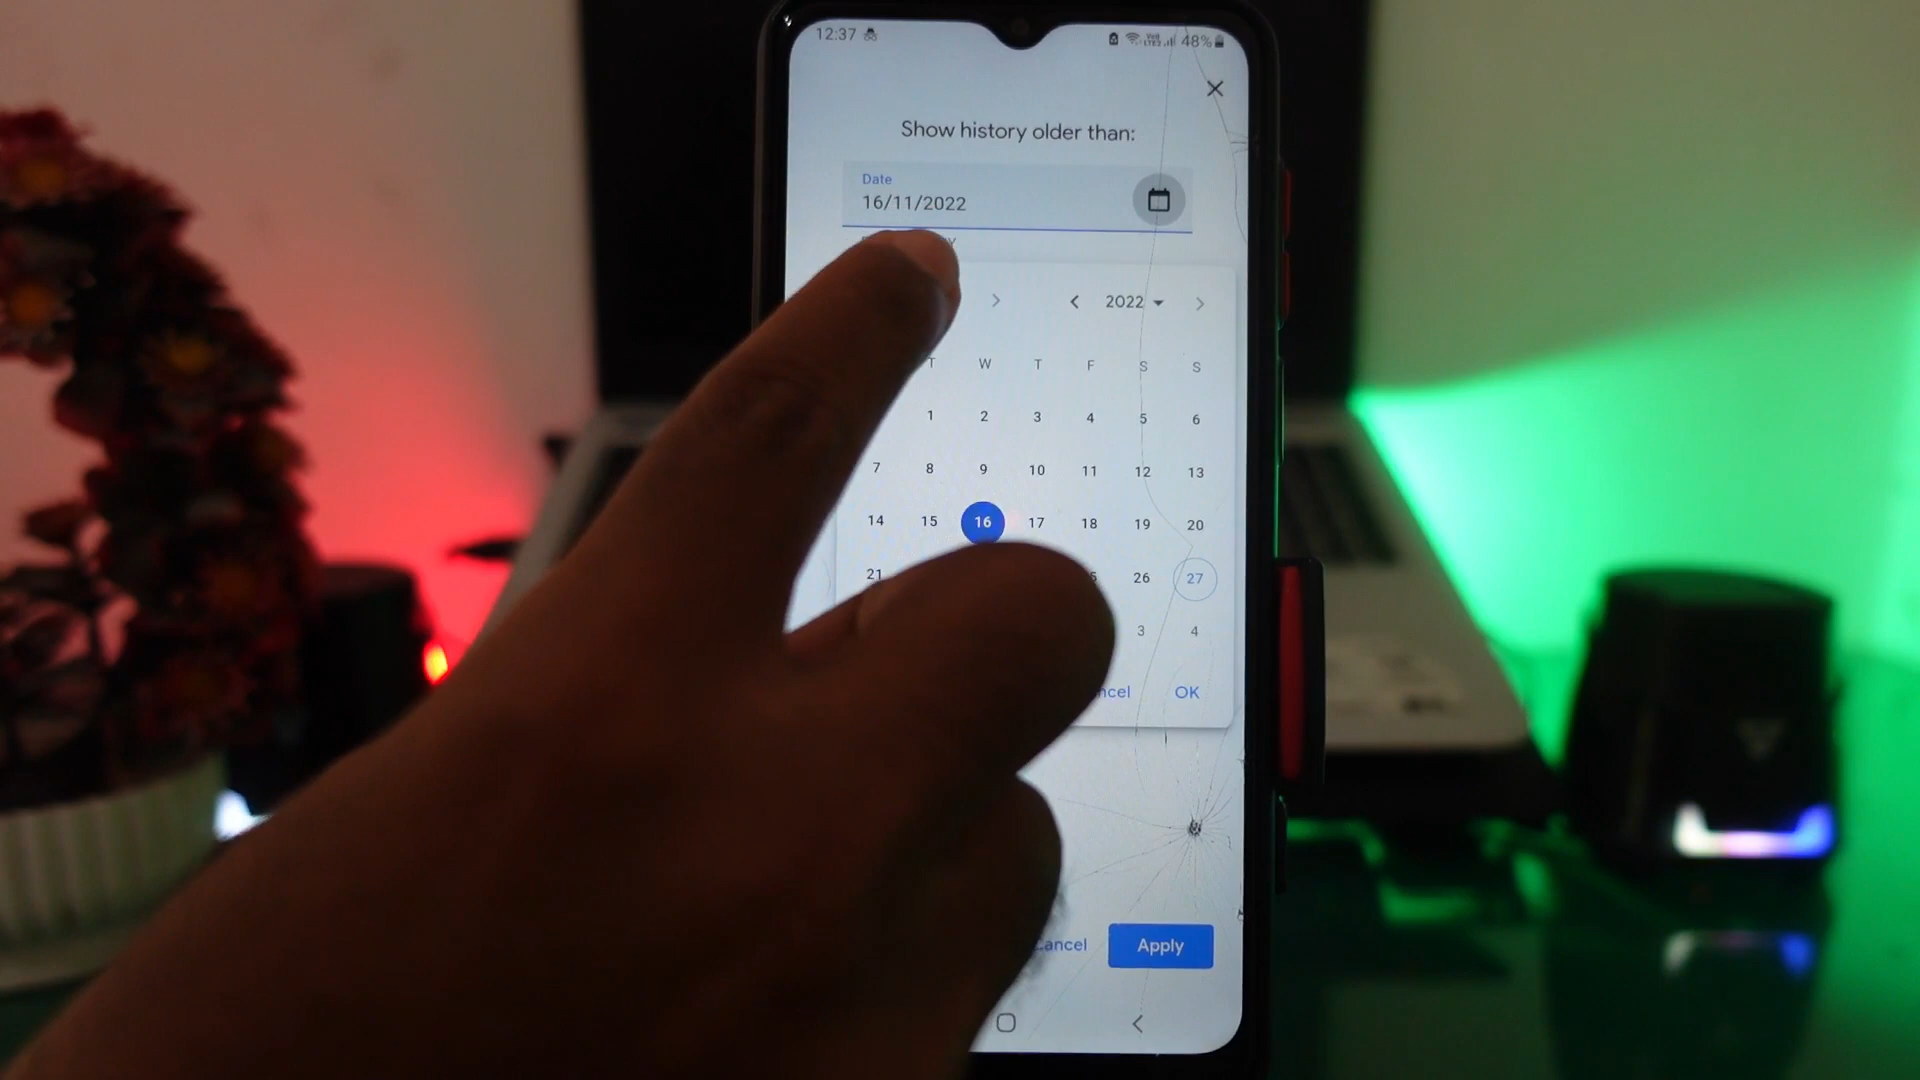 12:37 48%
Show history older than:
Date
16/11/2022
2022
T W T F S S
1 2 3 4 5 6
7 8 9 10 11 12 13
14 15 16 17 18 19 20
21 26 27
3 4
OK
Cancel Apply